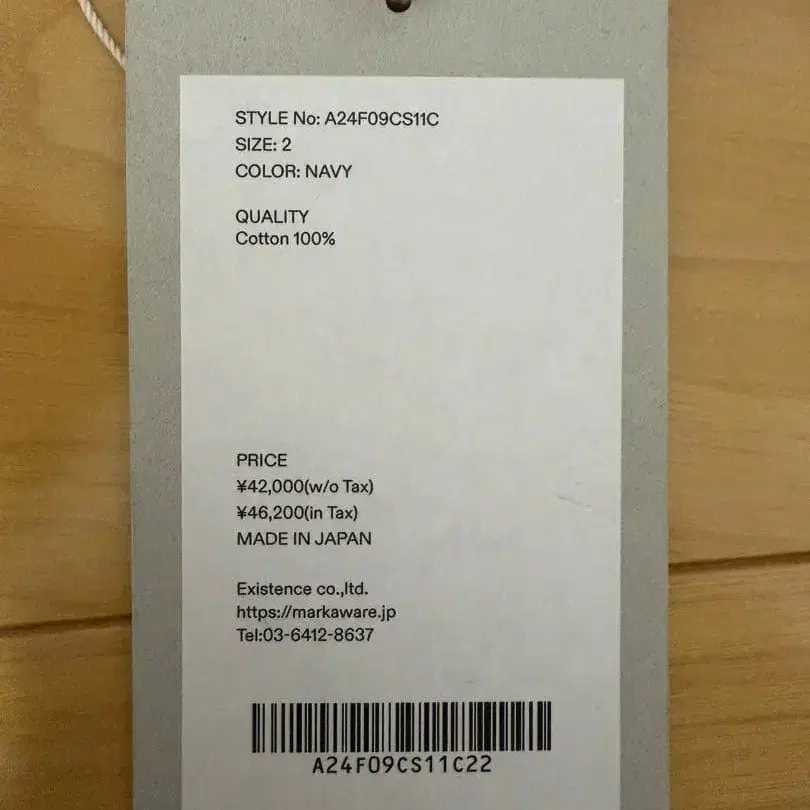 STYLE No: A24F09CS11C
SIZE: 2
COLOR: NAVY
QUALITY
Cotton 100%
PRICE
¥42,000(w/o Tax)
¥46,200(in Tax)
MADE IN JAPAN
Existence co.,ltd.
https://markaware.jp
Tel:03-6412-8637
A24F09CS11C22